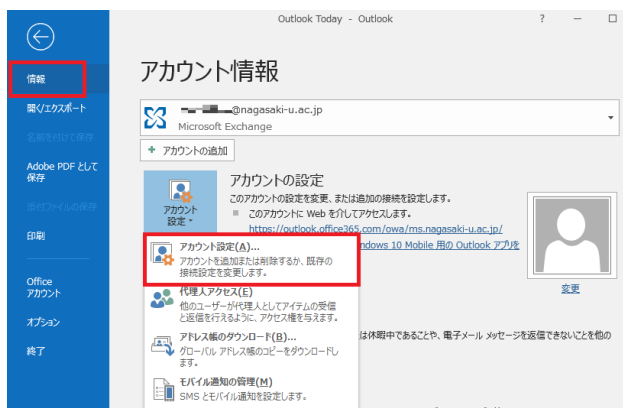 Outlook Today - Outlook
?
情報
開く/エクスポート
名前を付けて保存
Adobe PDF として
保存
添付ファイルの保存
印刷
Office
アカウント
オプション
終了
アカウント情報
@nagasaki-u.ac.jp
Microsoft Exchange
アカウントの追加
アカウント
設定
アカウントの設定
このアカウントの設定を変更、または追加の接続を設定します。
このアカウントに Web を介してアクセスします。
https://outlook.office365.com/owa/ms.nagasaki-u.ac.jp/
ndows 10 Mobile 用の Outlook アプリを
変更
アカウント設定(A)...
アカウントを追加または削除するか、既存の
接続設定を変更します。
代理人アクセス(E)
他のユーザーが代理人としてアイテムの受信
と返信を行えるように、アクセス権を与えます。
アドレス帳のダウンロード(B)...
グローバル アドレス帳のコピーをダウンロードし
ます。
モバイル通知の管理(M)
SMS とモバイル通知を設定します。
は休暇中であることや、電子メール メッセージを返信できないことを他の